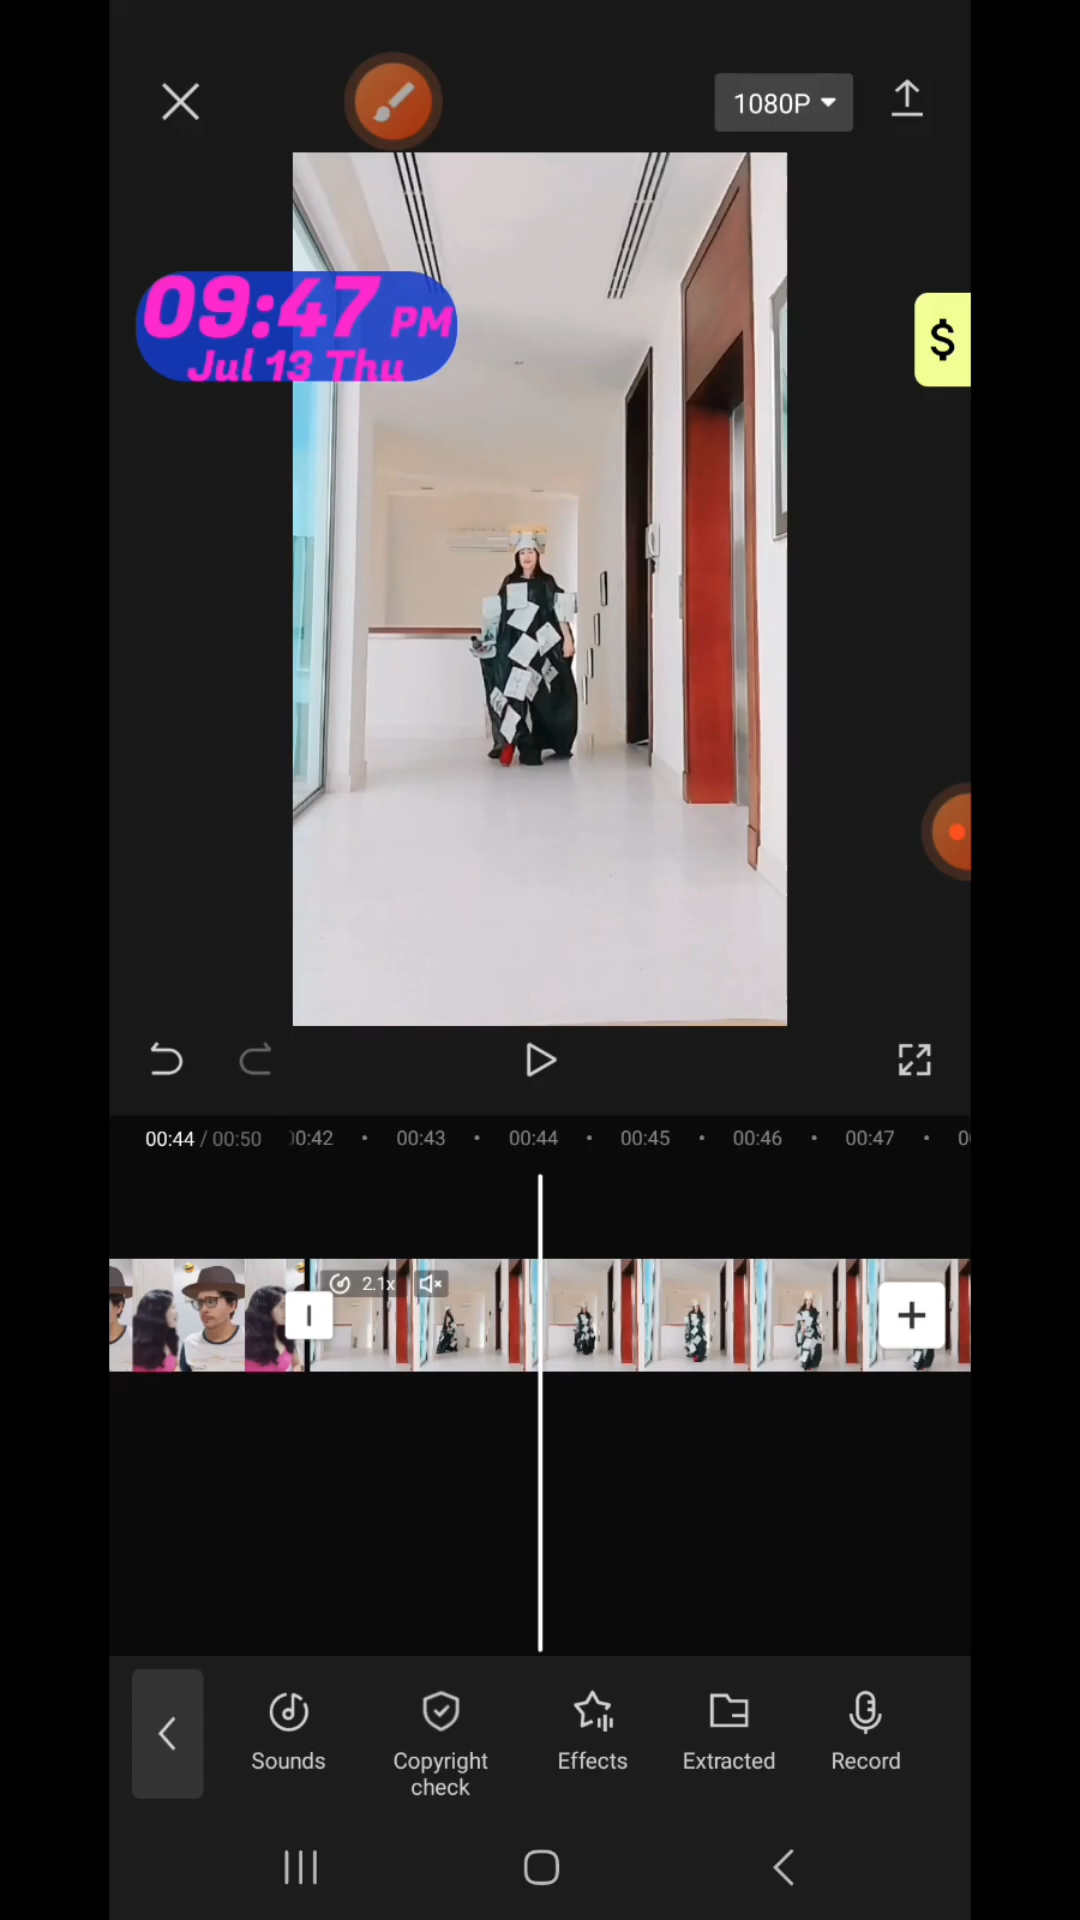 1080P
09:47 PM
Jul 13 Thu
$
00:44 / 00:50
00:42 00:43 00:44 00:45 00:46 00:47
2.1x
Sounds
Copyright
check
Effects
Extracted
Record